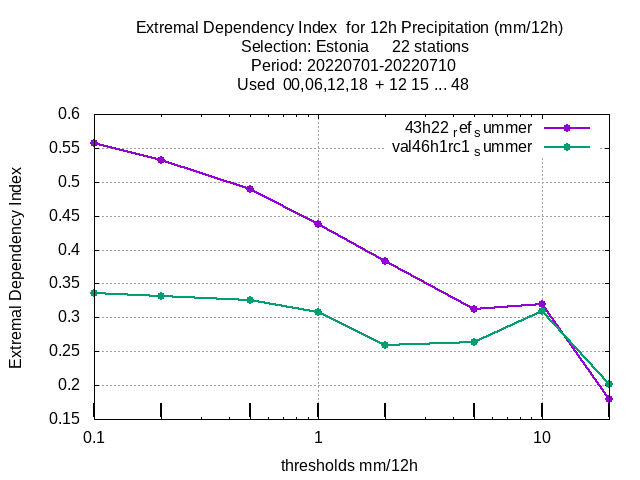 Extremal Dependency Index  for 12h Precipitation (mm/12h)
Selection: Estonia     22 stations
Period: 20220701-20220710
Used  00,06,12,18  + 12 15 ... 48
43h22 ref summer
val46h1rc1 summer
Extremal Dependency Index
0.6
0.55
0.5
0.45
0.4
0.35
0.3
0.25
0.2
0.15
0.1
1
10
thresholds mm/12h